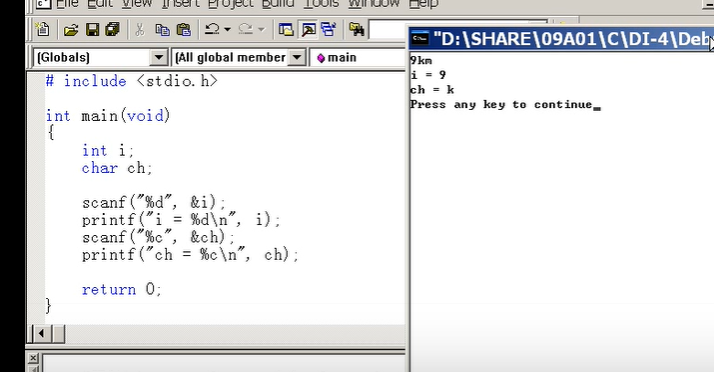 File Edit View Insert Project Build Tools Window Help
(Globals)
(All global member
main
# include <stdio.h>
int main(void)
{
int i;
char ch;
scanf("%d", &i);
printf("i = %d\n", i);
scanf("%c", &ch);
printf("ch = %c\n", ch);
return 0;
}
"D:\SHARE\09A01\C\DI-4\Deb
9km
i = 9
ch = k
Press any key to continue_